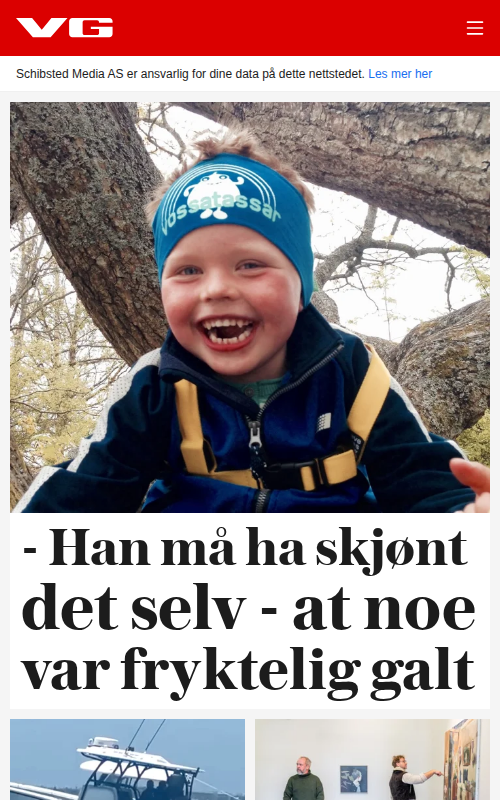 VG
Schibsted Media AS er ansvarlig for dine data på dette nettstedet. Les mer her
Vossatassar
- Han må ha skjønt
det selv - at noe
var fryktelig galt